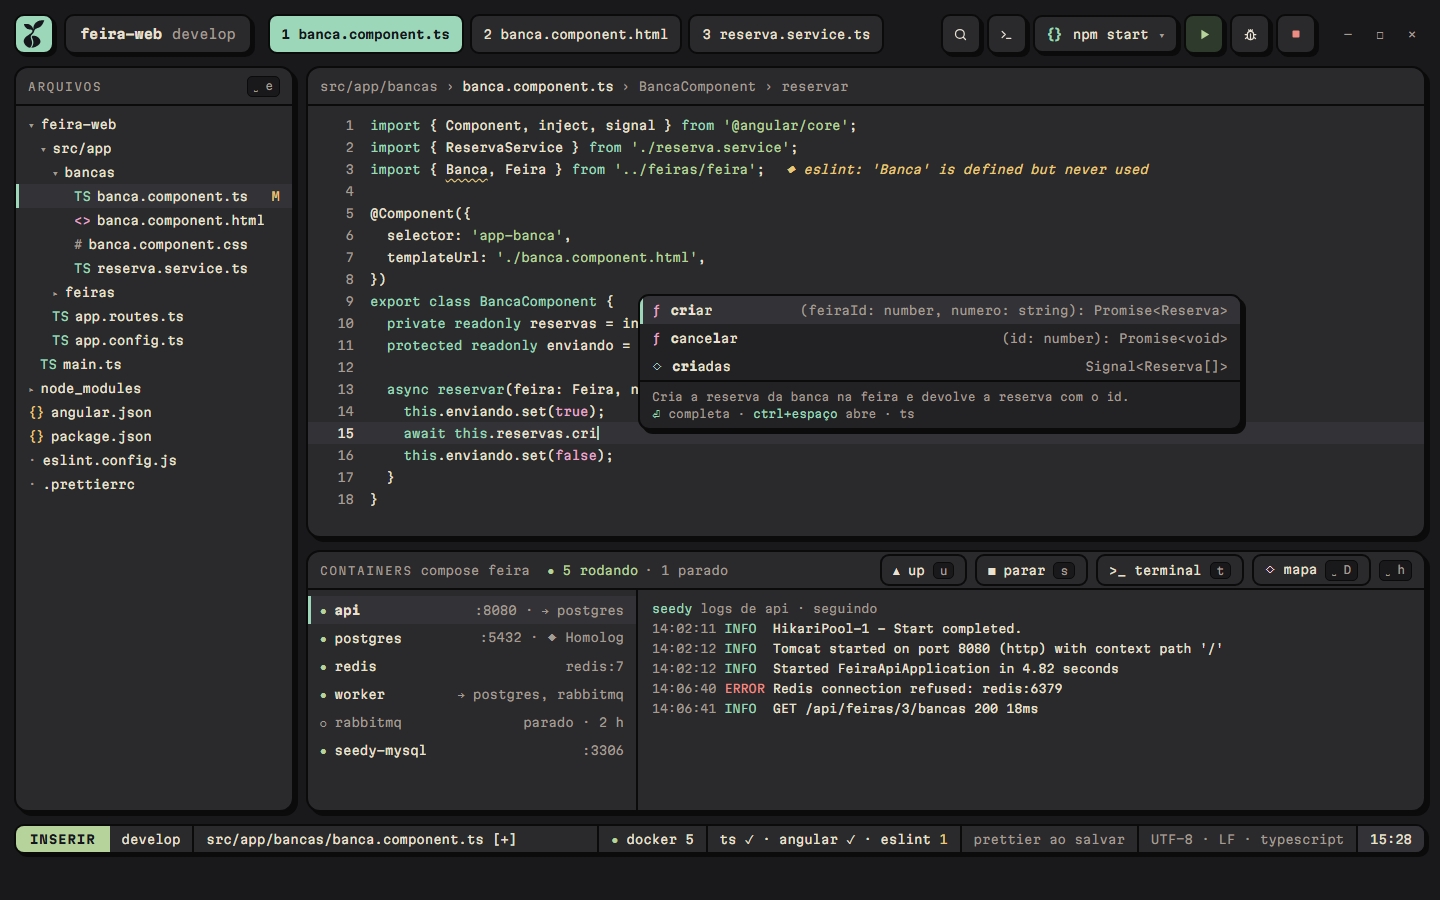 feira-web develop
1 banca.component.ts
2 banca.component.html
3 reserva.service.ts
{} npm start
ARQUIVOS
␣ e
feira-web
src/app
bancas
TS banca.component.ts M
<> banca.component.html
# banca.component.css
TS reserva.service.ts
feiras
TS app.routes.ts
TS app.config.ts
TS main.ts
node_modules
{} angular.json
{} package.json
· eslint.config.js
· .prettierrc
src/app/bancas › banca.component.ts › BancaComponent › reservar
1 import { Component, inject, signal } from '@angular/core';
2 import { ReservaService } from './reserva.service';
3 import { Banca, Feira } from '../feiras/feira'; ◆ eslint: 'Banca' is defined but never used
4
5 @Component({
6 selector: 'app-banca',
7 templateUrl: './banca.component.html',
8 })
9 export class BancaComponent {
10 private readonly reservas = in
11 protected readonly enviando =
12
13 async reservar(feira: Feira, n
14 this.enviando.set(true);
15 await this.reservas.cri
16 this.enviando.set(false);
17 }
18 }
ƒ criar (feiraId: number, numero: string): Promise<Reserva>
ƒ cancelar (id: number): Promise<void>
◇ criadas Signal<Reserva[]>
Cria a reserva da banca na feira e devolve a reserva com o id.
⏎ completa · ctrl+espaço abre · ts
CONTAINERS compose feira ● 5 rodando · 1 parado
▲ up u
■ parar s
>_ terminal t
◇ mapa ␣ D
␣ h
● api :8080 · → postgres
● postgres :5432 · ◆ Homolog
● redis redis:7
● worker → postgres, rabbitmq
○ rabbitmq parado · 2 h
● seedy-mysql :3306
seedy logs de api · seguindo
14:02:11 INFO HikariPool-1 – Start completed.
14:02:12 INFO Tomcat started on port 8080 (http) with context path '/'
14:02:12 INFO Started FeiraApiApplication in 4.82 seconds
14:06:40 ERROR Redis connection refused: redis:6379
14:06:41 INFO GET /api/feiras/3/bancas 200 18ms
INSERIR develop src/app/bancas/banca.component.ts [+] ● docker 5 ts ✓ · angular ✓ · eslint 1 prettier ao salvar UTF-8 · LF · typescript 15:28